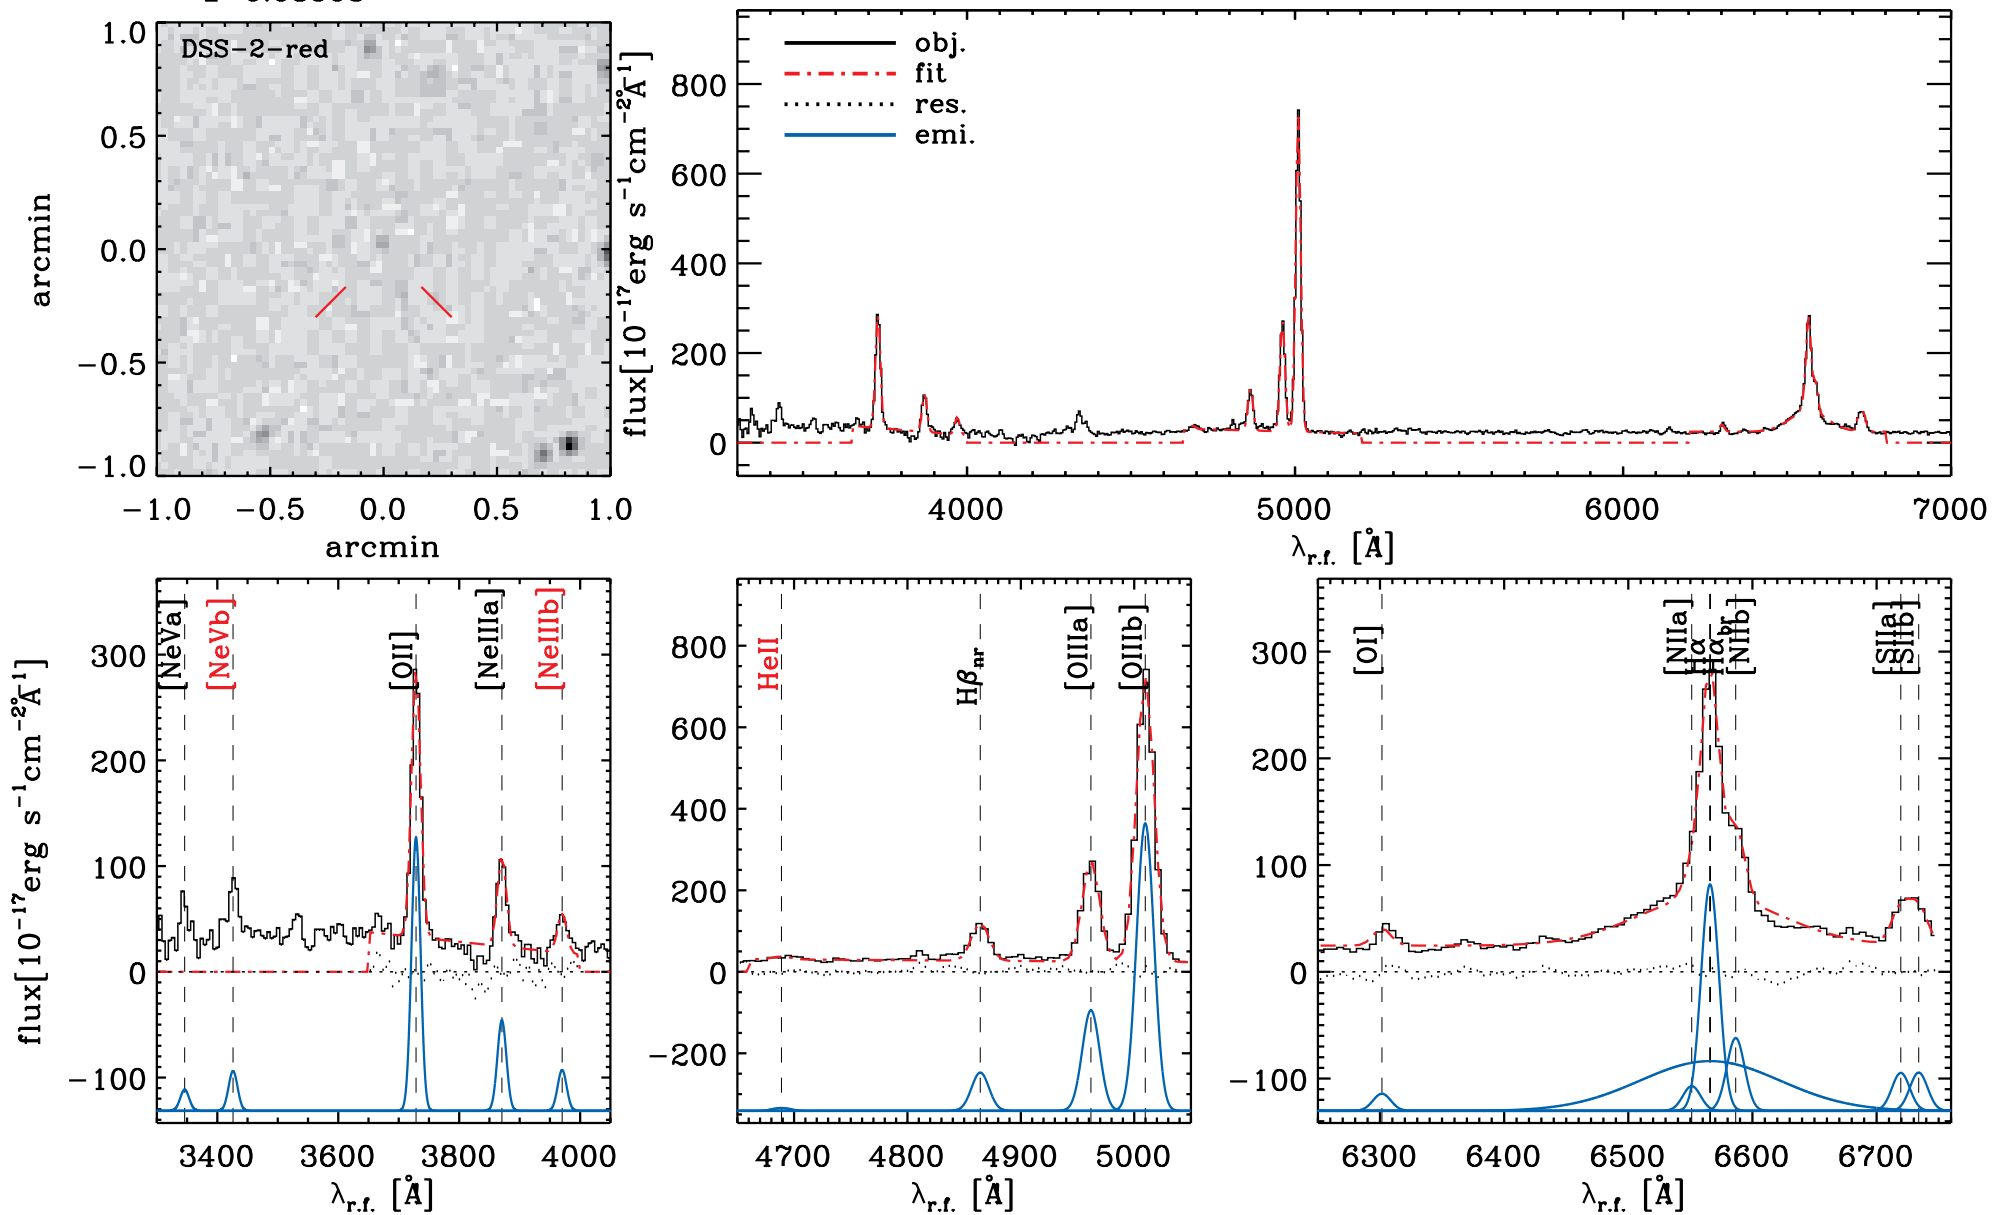 DSS-2-red
1.0
0.5
0.0
-0.5
-1.0
arcmin
-1.0 -0.5 0.0 0.5 1.0
arcmin
obj.
fit
res.
emi.
800
600
400
200
0
flux[10⁻¹⁷erg s⁻¹cm⁻²Å⁻¹]
4000 5000 6000 7000
λr.f. [Å]
[NeVa]
[NeVb]
[OII]
[NeIIIa]
[NeIIIb]
300
200
100
0
-100
flux[10⁻¹⁷erg s⁻¹cm⁻²Å⁻¹]
3400 3600 3800 4000
λr.f. [Å]
HeII
Hβnr
[OIIIa]
[OIIIb]
800
600
400
200
0
-200
4700 4800 4900 5000
λr.f. [Å]
[OI]
[NIIa]
Hα
Hαbr
[NIIb]
[SIIa]
SIIb]
300
200
100
0
-100
6300 6400 6500 6600 6700
λr.f. [Å]